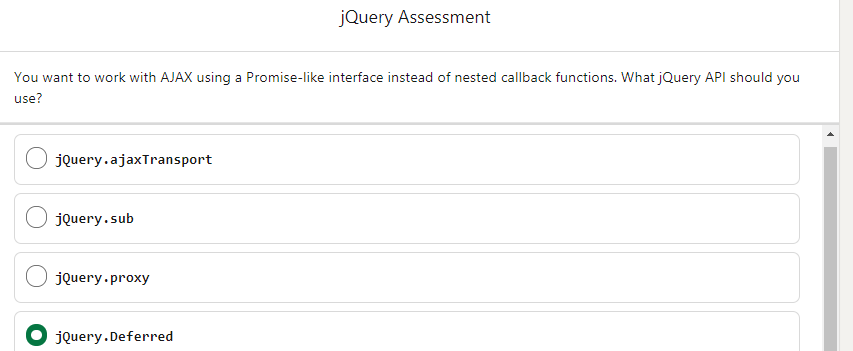 jQuery Assessment
You want to work with AJAX using a Promise-like interface instead of nested callback functions. What jQuery API should you
use?
jQuery.ajaxTransport
jQuery.sub
jQuery.proxy
jQuery.Deferred